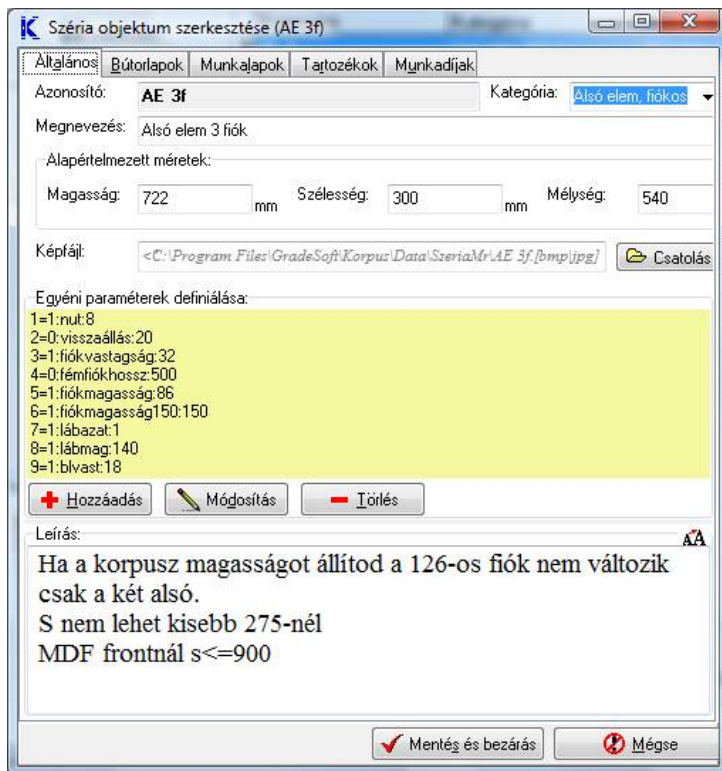 Széria objektum szerkesztése (AE 3f)
Általános Bútorlapok Munkalapok Tartozékok Munkadíjak
Azonosító: AE 3f Kategória: Alsó elem, fiókos
Megnevezés: Alsó elem 3 fiók
Alapértelmezett méretek:
Magasság: 722 mm Szélesség: 300 mm Mélység: 540
Képfájl: <C:\Program Files\GradeSoft\Korpus\Data\SzeriaMr\AE 3f.[bmp|jpg] Csatolás
Egyéni paraméterek definiálása:
1=1:nut:8
2=0:visszaállás:20
3=1:fiókvastagság:32
4=0:fémfiókhossz:500
5=1:fiókmagasság:86
6=1:fiókmagasság150:150
7=1:lábazat:1
8=1:lábmag:140
9=1:blvast:18
Hozzáadás Módosítás Törlés
Leírás: AA
Ha a korpusz magasságot állítod a 126-os fiók nem változik
csak a két alsó.
S nem lehet kisebb 275-nél
MDF frontnál s<=900
Mentés és bezárás Mégse